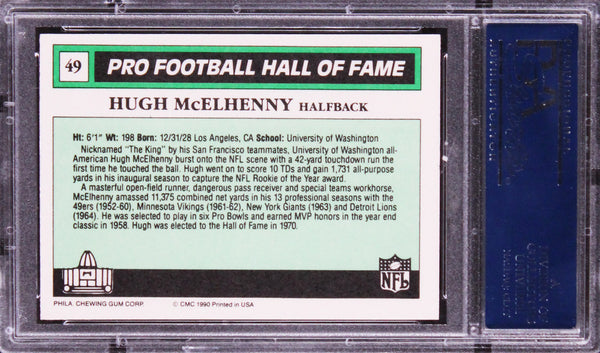 49 PRO FOOTBALL HALL OF FAME
HUGH McELHENNY HALFBACK
Ht: 6'1" Wt: 198 Born: 12/31/28 Los Angeles, CA School: University of Washington
Nicknamed "The King" by his San Francisco teammates, University of Washington all-
American Hugh McElhenny burst onto the NFL scene with a 42-yard touchdown run the
first time he touched the ball. Hugh went on to score 10 TDs and gain 1,731 all-purpose
yards in his inaugural season to capture the NFL Rookie of the Year award.
A masterful open-field runner, dangerous pass receiver and special teams workhorse,
McElhenny amassed 11,375 combined net yards in his 13 professional seasons with the
49ers (1952-60), Minnesota Vikings (1961-62), New York Giants (1963) and Detroit Lions
(1964). He was selected to play in six Pro Bowls and earned MVP honors in the year end
classic in 1958. Hugh was elected to the Hall of Fame in 1970.
NFL
PHILA. CHEWING GUM CORP. © CMC 1990 Printed in USA